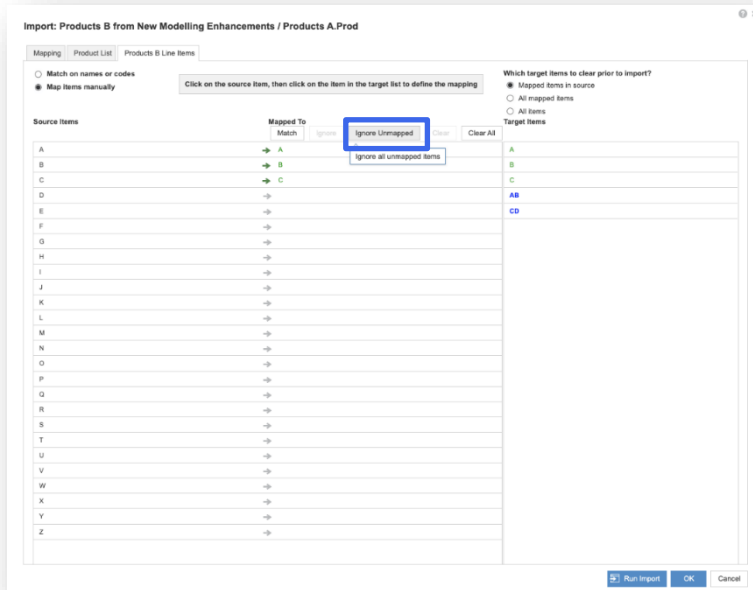 Import: Products B from New Modelling Enhancements / Products A.Prod
Mapping Product List Products B Line Items
Match on names or codes
Map items manually
Click on the source item, then click on the item in the target list to define the mapping
Which target items to clear prior to import?
Mapped items in source
All mapped items
All items
Source Items Mapped To Target Items
Match Ignore Ignore Unmapped Clear Clear All
Ignore all unmapped items
A A A
B B B
C C C
D AB
E CD
F
G
H
I
J
K
L
M
N
O
P
Q
R
S
T
U
V
W
X
Y
Z
Run Import OK Cancel